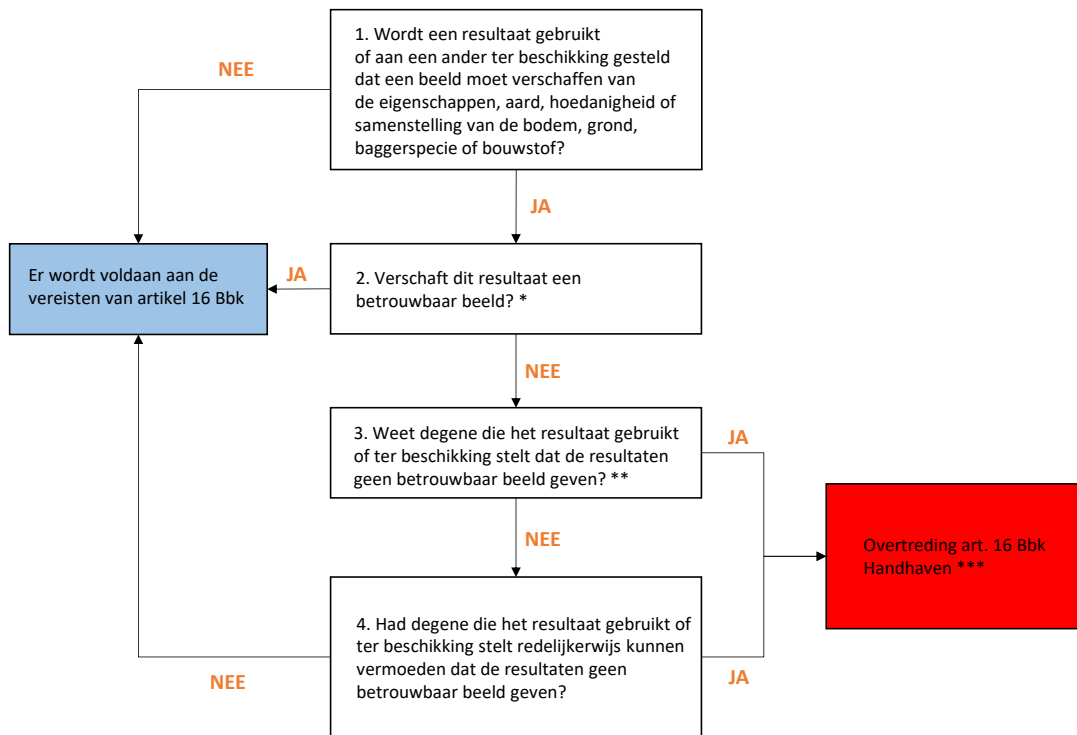 1. Wordt een resultaat gebruikt
of aan een ander ter beschikking gesteld
dat een beeld moet verschaffen van
de eigenschappen, aard, hoedanigheid of
samenstelling van de bodem, grond,
baggerspecie of bouwstof?
NEE
JA
Er wordt voldaan aan de
vereisten van artikel 16 Bbk
JA
2. Verschaft dit resultaat een
betrouwbaar beeld? *
NEE
3. Weet degene die het resultaat gebruikt
of ter beschikking stelt dat de resultaten
geen betrouwbaar beeld geven? **
JA
NEE
Overtreding art. 16 Bbk
Handhaven ***
4. Had degene die het resultaat gebruikt of
ter beschikking stelt redelijkerwijs kunnen
vermoeden dat de resultaten geen
betrouwbaar beeld geven?
NEE
JA